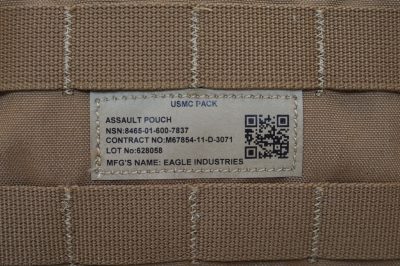 USMC PACK
ASSAULT POUCH
NSN:8465-01-600-7837
CONTRACT NO:M67854-11-D-3071
LOT No:628058
MFG'S NAME: EAGLE INDUSTRIES